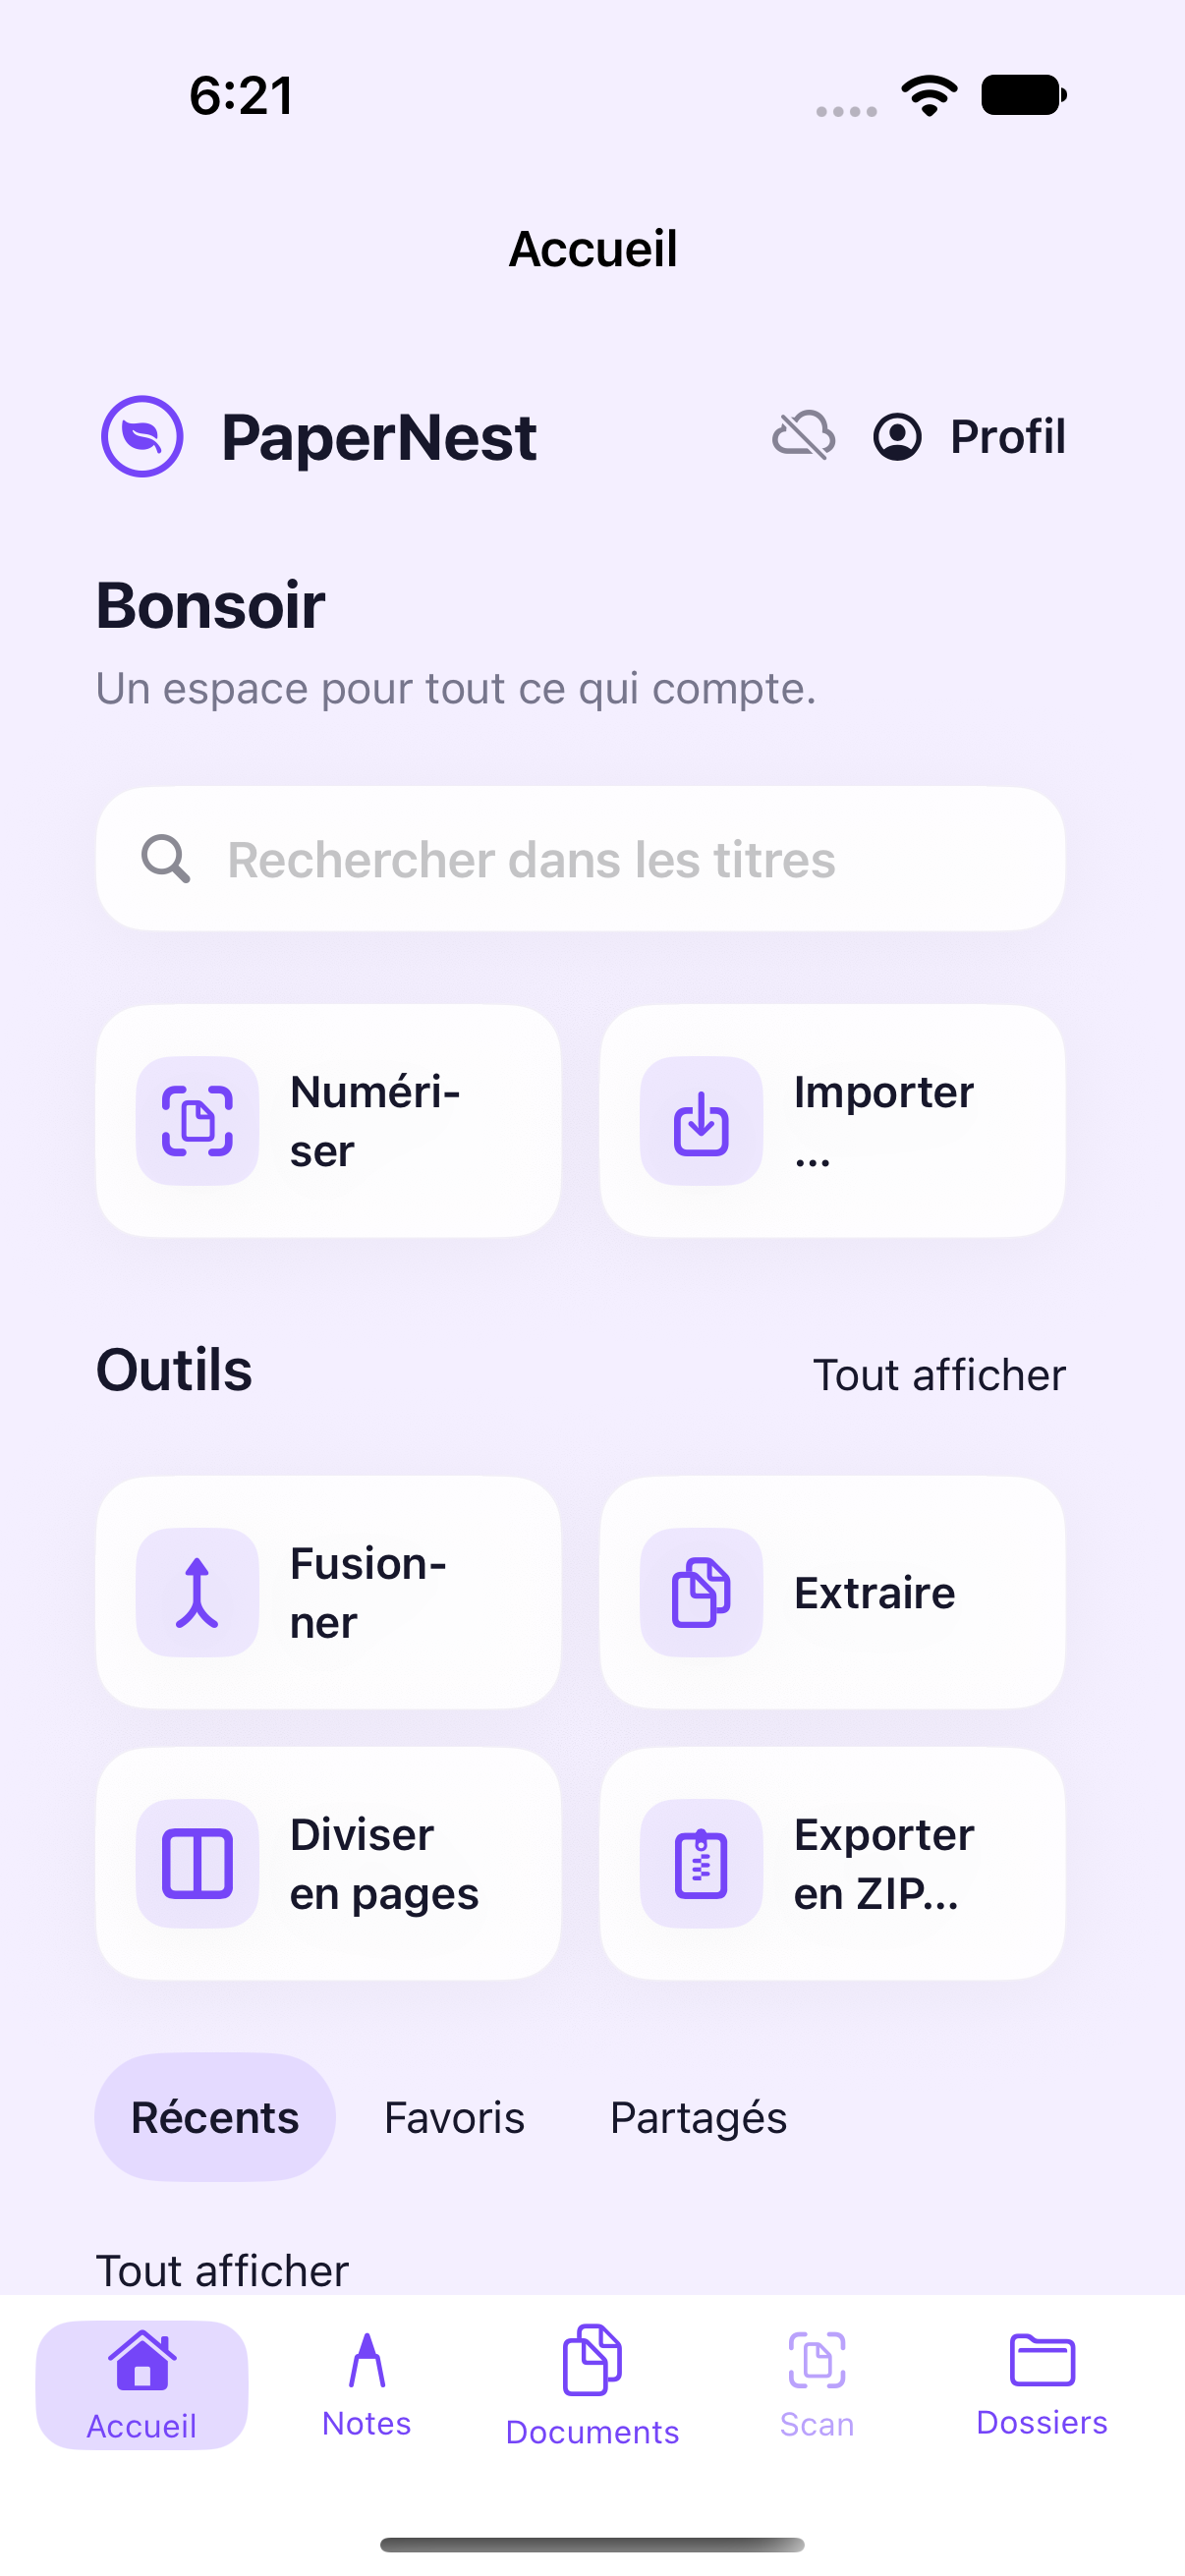 6:21
Accueil
PaperNest
Profil
Bonsoir
Un espace pour tout ce qui compte.
Rechercher dans les titres
Numéri-
ser
Importer
...
Outils
Tout afficher
Fusion-
ner
Extraire
Diviser
en pages
Exporter
en ZIP...
Récents
Favoris
Partagés
Tout afficher
Accueil
Notes
Documents
Scan
Dossiers